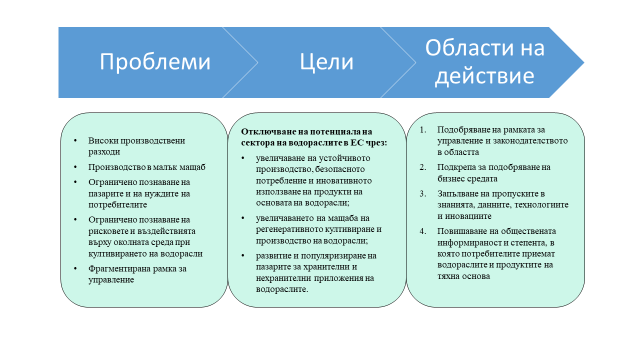 Проблеми
Цели
Области на
действие
• Високи производствени
разходи
• Производство в малък мащаб
• Ограничено познаване на
пазарите и на нуждите на
потребителите
• Ограничено познаване на
рисковете и въздействията
върху околната среда при
култивирането на водорасли
• Фрагментирана рамка за
управление
Отключване на потенциала на
сектора на водораслите в ЕС чрез:
• увеличаване на устойчивото
производство, безопасното
потребление и иновативното
използване на продукти на
основата на водорасли;
• увеличаването на мащаба на
регенеративното култивиране и
производство на водорасли;
• развитие и популяризиране на
пазарите за хранителни и
нехранителни приложения на
водораслите.
1. Подобряване на рамката за
управление и законодателството
в областта
2. Подкрепа за подобряване на
бизнес средата
3. Запълване на пропуските в
знанията, данните, технологиите
и иновациите
4. Повишаване на обществената
информираност и степента, в
която потребителите приемат
водораслите и продуктите на
тяхна основа